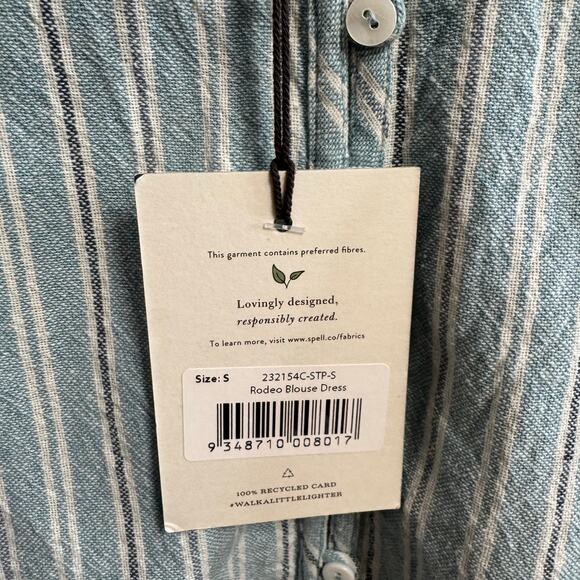 This garment contains preferred fibres.
Lovingly designed,
responsibly created.
To learn more, visit www.spell.co/fabrics
Size: S 232154C-STP-S
Rodeo Blouse Dress
9 348710 008017
100% RECYCLED CARD
#WALKALITTLELIGHTER